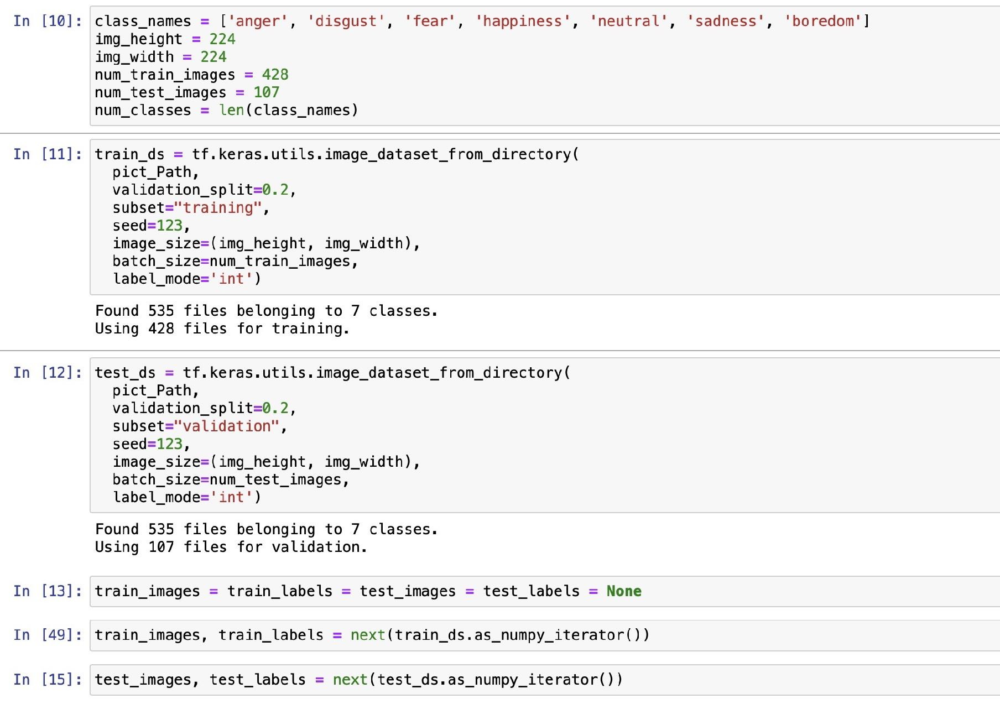 In [10]: class_names = ['anger', 'disgust', 'fear', 'happiness', 'neutral', 'sadness', 'boredom']
img_height = 224
img_width = 224
num_train_images = 428
num_test_images = 107
num_classes = len(class_names)
In [11]: train_ds = tf.keras.utils.image_dataset_from_directory(
  pict_Path,
  validation_split=0.2,
  subset="training",
  seed=123,
  image_size=(img_height, img_width),
  batch_size=num_train_images,
  label_mode='int')
Found 535 files belonging to 7 classes.
Using 428 files for training.
In [12]: test_ds = tf.keras.utils.image_dataset_from_directory(
  pict_Path,
  validation_split=0.2,
  subset="validation",
  seed=123,
  image_size=(img_height, img_width),
  batch_size=num_test_images,
  label_mode='int')
Found 535 files belonging to 7 classes.
Using 107 files for validation.
In [13]: train_images = train_labels = test_images = test_labels = None
In [49]: train_images, train_labels = next(train_ds.as_numpy_iterator())
In [15]: test_images, test_labels = next(test_ds.as_numpy_iterator())